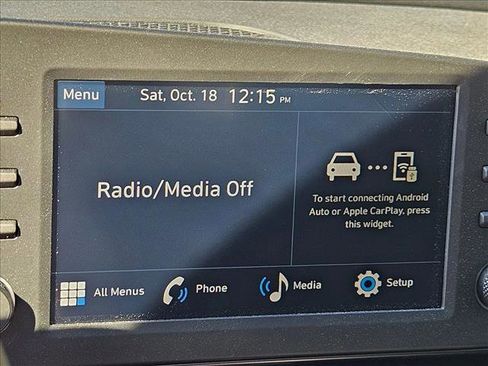 Menu
Sat, Oct. 18 12:15 PM
Radio/Media Off
To start connecting Android
Auto or Apple CarPlay, press
this widget.
All Menus
Phone
Media
Setup